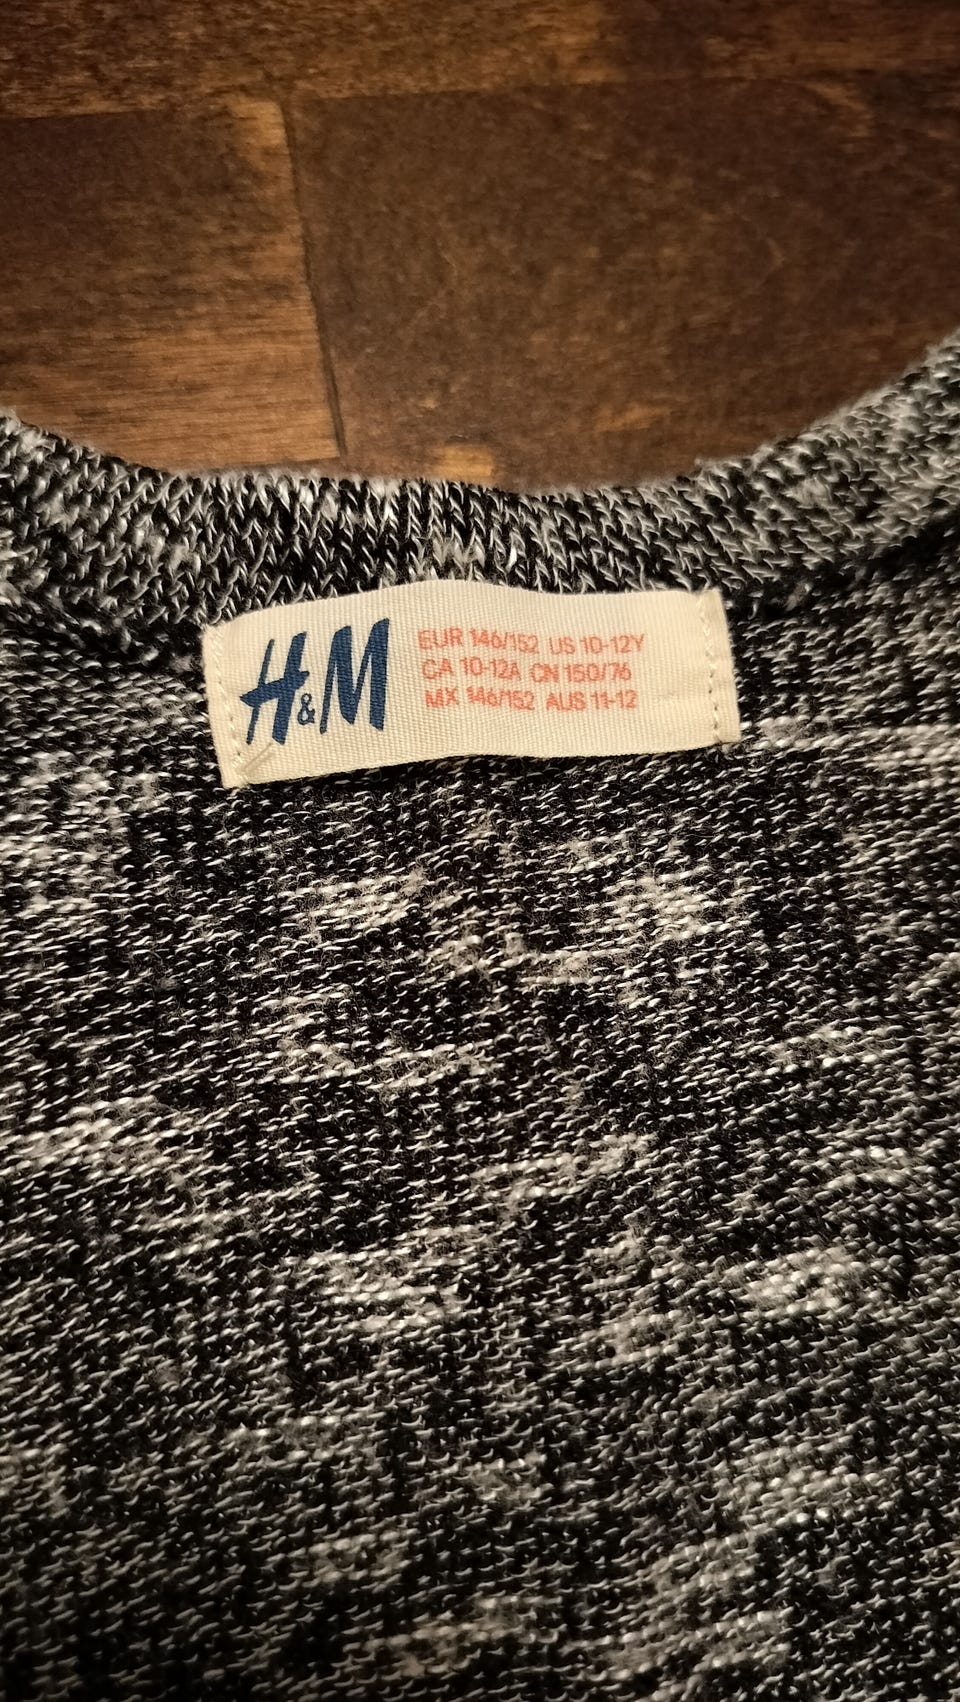 H&M
EUR 146/152 US 10-12Y
CA 10-12A CN 150/76
MX 146/152 AUS 11-12